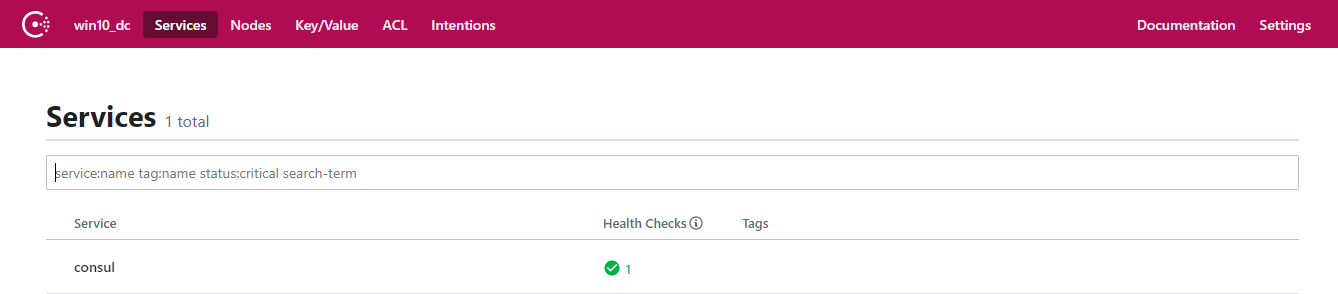 win10_dc Services Nodes Key/Value ACL Intentions Documentation Settings
Services 1 total
service:name tag:name status:critical search-term
Service Health Checks Tags
consul 1